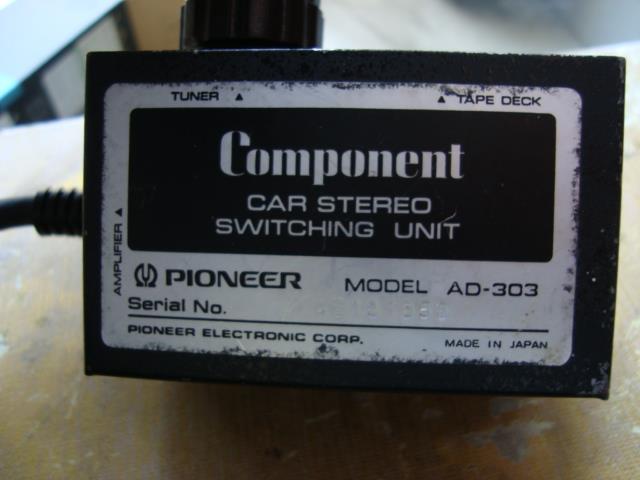 TUNER ▲ ▲ TAPE DECK
Component
CAR STEREO
SWITCHING UNIT
AMPLIFIER ▲
PIONEER MODEL AD-303
Serial No.
PIONEER ELECTRONIC CORP. MADE IN JAPAN